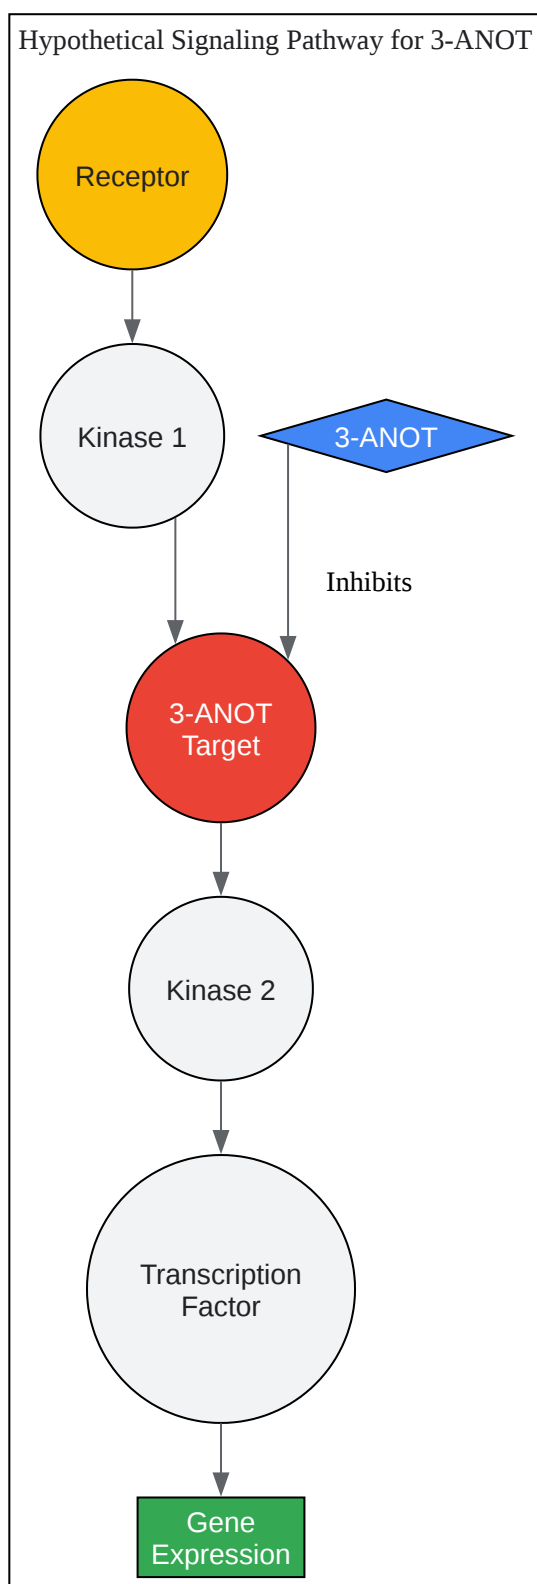 Hypothetical Signaling Pathway for 3-ANOT
Receptor
Kinase 1
3-ANOT
Inhibits
3-ANOT
Target
Kinase 2
Transcription
Factor
Gene
Expression